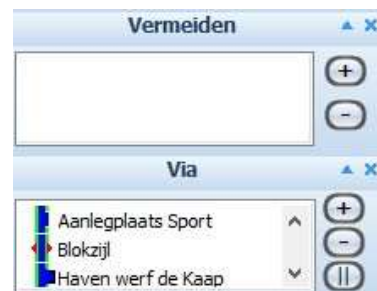 Vermeiden
Via
Aanlegplaats Sport
Blokzijl
Haven werf de Kaap